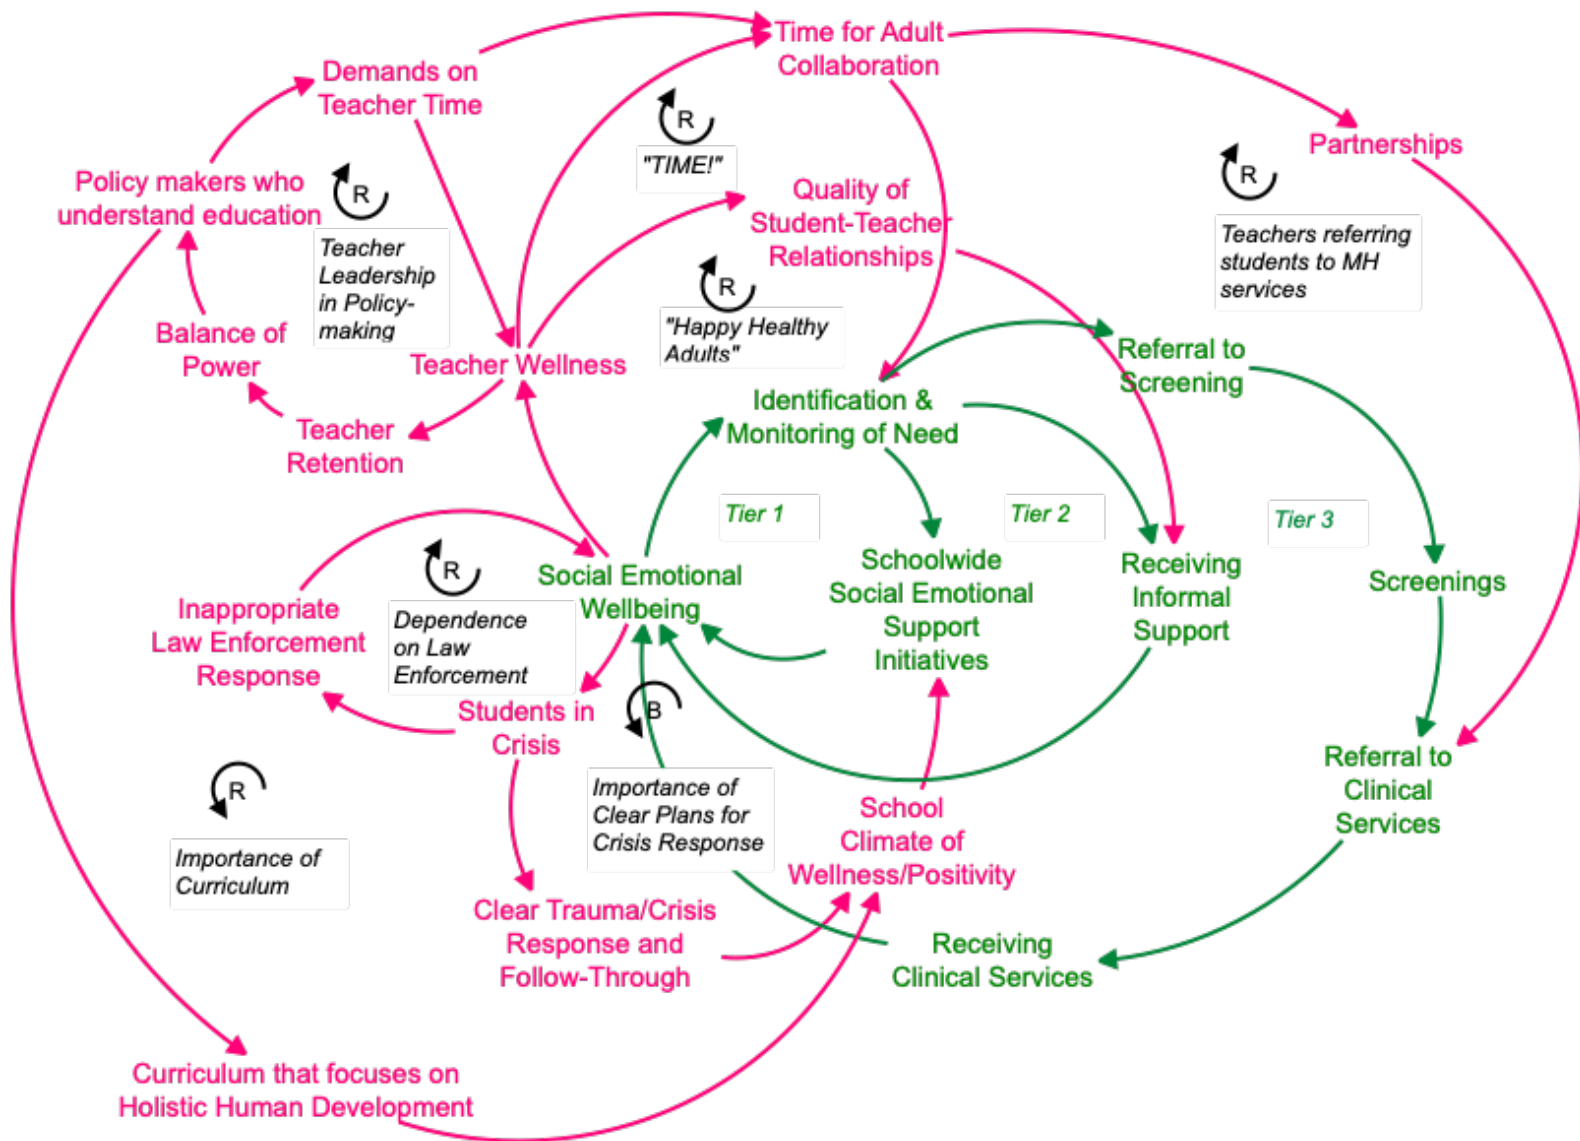 Time for Adult
Collaboration
Demands on
Teacher Time
R
"TIME!"
Partnerships
R
Teachers referring
students to MH
services
Policy makers who
understand education
R
Teacher
Leadership
in Policy-
making
Quality of
Student-Teacher
Relationships
R
"Happy Healthy
Adults"
Balance of
Power
Teacher Wellness
Referral to
Screening
Identification &
Monitoring of Need
Teacher
Retention
Tier 1
Tier 2
Tier 3
R
Dependence
on Law
Enforcement
Social Emotional
Wellbeing
Schoolwide
Social Emotional
Support
Initiatives
Receiving
Informal
Support
Screenings
Inappropriate
Law Enforcement
Response
Students in
Crisis
B
Importance of
Clear Plans for
Crisis Response
Referral to
Clinical
Services
R
Importance of
Curriculum
School
Climate of
Wellness/Positivity
Clear Trauma/Crisis
Response and
Follow-Through
Receiving
Clinical Services
Curriculum that focuses on
Holistic Human Development